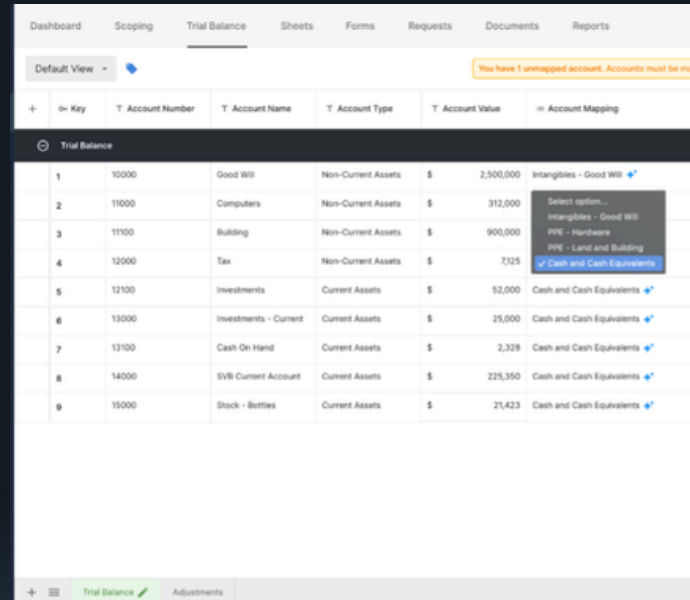 Dashboard Scoping Trial Balance Sheets Forms Requests Documents Reports
Default View
You have 1 unmapped account. Accounts must be
+ Key Account Number Account Name Account Type Account Value Account Mapping
Trial Balance
1 10000 Good Will Non-Current Assets $ 2,500,000 Intangibles - Good Will
2 11000 Computers Non-Current Assets $ 312,000
3 11100 Building Non-Current Assets $ 900,000
4 12000 Tax Non-Current Assets $ 7,125
Select option...
Intangibles - Good Will
PPE - Hardware
PPE - Land and Building
✓ Cash and Cash Equivalents
5 12100 Investments Current Assets $ 52,000 Cash and Cash Equivalents
6 13000 Investments - Current Current Assets $ 25,000 Cash and Cash Equivalents
7 13100 Cash On Hand Current Assets $ 2,328 Cash and Cash Equivalents
8 14000 SVB Current Account Current Assets $ 225,350 Cash and Cash Equivalents
9 15000 Stock - Bottles Current Assets $ 21,423 Cash and Cash Equivalents
+ Trial Balance Adjustments